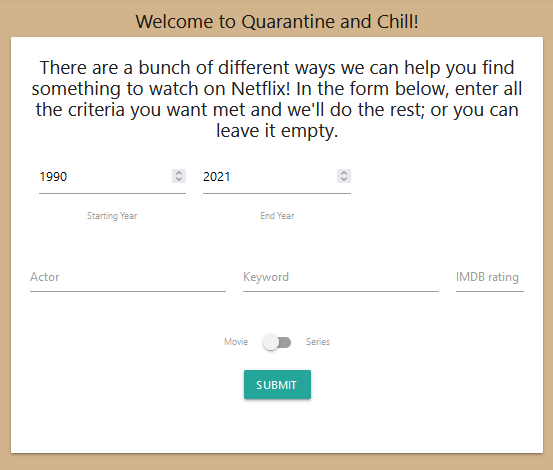 Welcome to Quarantine and Chill!
There are a bunch of different ways we can help you find
something to watch on Netflix! In the form below, enter all
the criteria you want met and we'll do the rest; or you can
leave it empty.
1990 2021
Starting Year End Year
Actor Keyword IMDB rating
Movie Series
SUBMIT